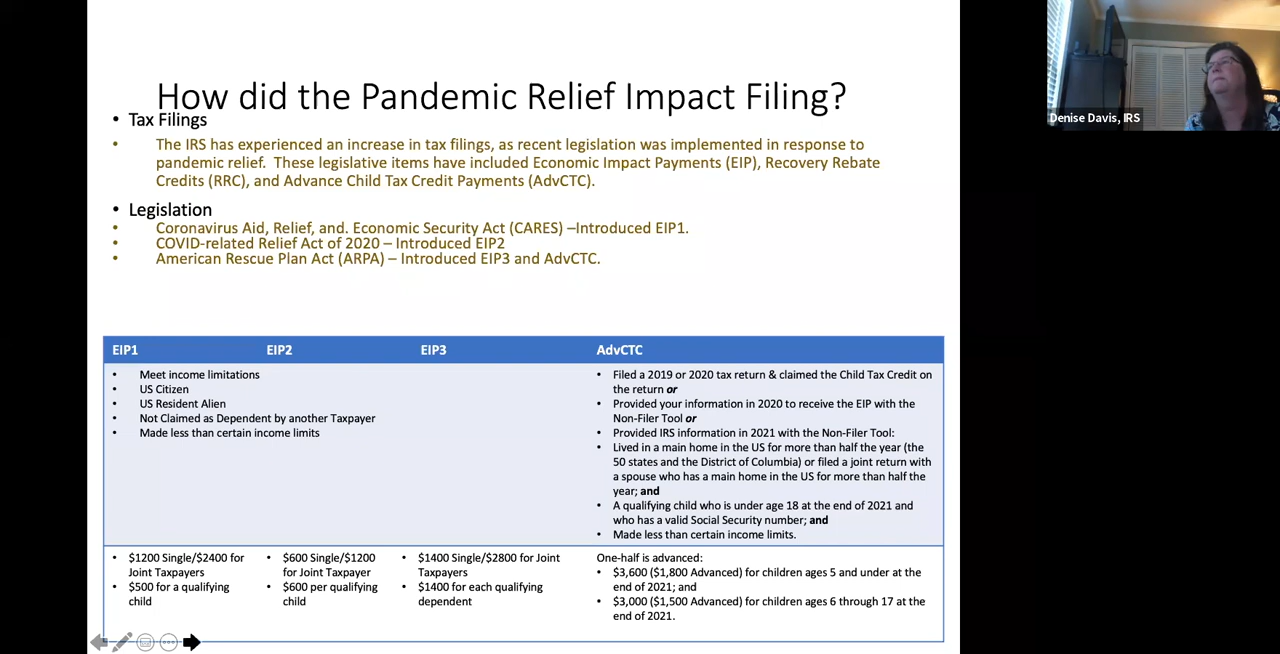 How did the Pandemic Relief Impact Filing?
• Tax Filings
• The IRS has experienced an increase in tax filings, as recent legislation was implemented in response to
pandemic relief. These legislative items have included Economic Impact Payments (EIP), Recovery Rebate
Credits (RRC), and Advance Child Tax Credit Payments (AdvCTC).
• Legislation
• Coronavirus Aid, Relief, and. Economic Security Act (CARES) –Introduced EIP1.
• COVID-related Relief Act of 2020 – Introduced EIP2
• American Rescue Plan Act (ARPA) – Introduced EIP3 and AdvCTC.
EIP1 EIP2 EIP3 AdvCTC
• Meet income limitations
• US Citizen
• US Resident Alien
• Not Claimed as Dependent by another Taxpayer
• Made less than certain income limits
• Filed a 2019 or 2020 tax return & claimed the Child Tax Credit on
the return or
• Provided your information in 2020 to receive the EIP with the
Non-Filer Tool or
• Provided IRS information in 2021 with the Non-Filer Tool:
• Lived in a main home in the US for more than half the year (the
50 states and the District of Columbia) or filed a joint return with
a spouse who has a main home in the US for more than half the
year; and
• A qualifying child who is under age 18 at the end of 2021 and
who has a valid Social Security number; and
• Made less than certain income limits.
• $1200 Single/$2400 for
Joint Taxpayers
• $500 for a qualifying
child
• $600 Single/$1200
for Joint Taxpayer
• $600 per qualifying
child
• $1400 Single/$2800 for Joint
Taxpayers
• $1400 for each qualifying
dependent
One-half is advanced:
• $3,600 ($1,800 Advanced) for children ages 5 and under at the
end of 2021; and
• $3,000 ($1,500 Advanced) for children ages 6 through 17 at the
end of 2021.
Denise Davis, IRS